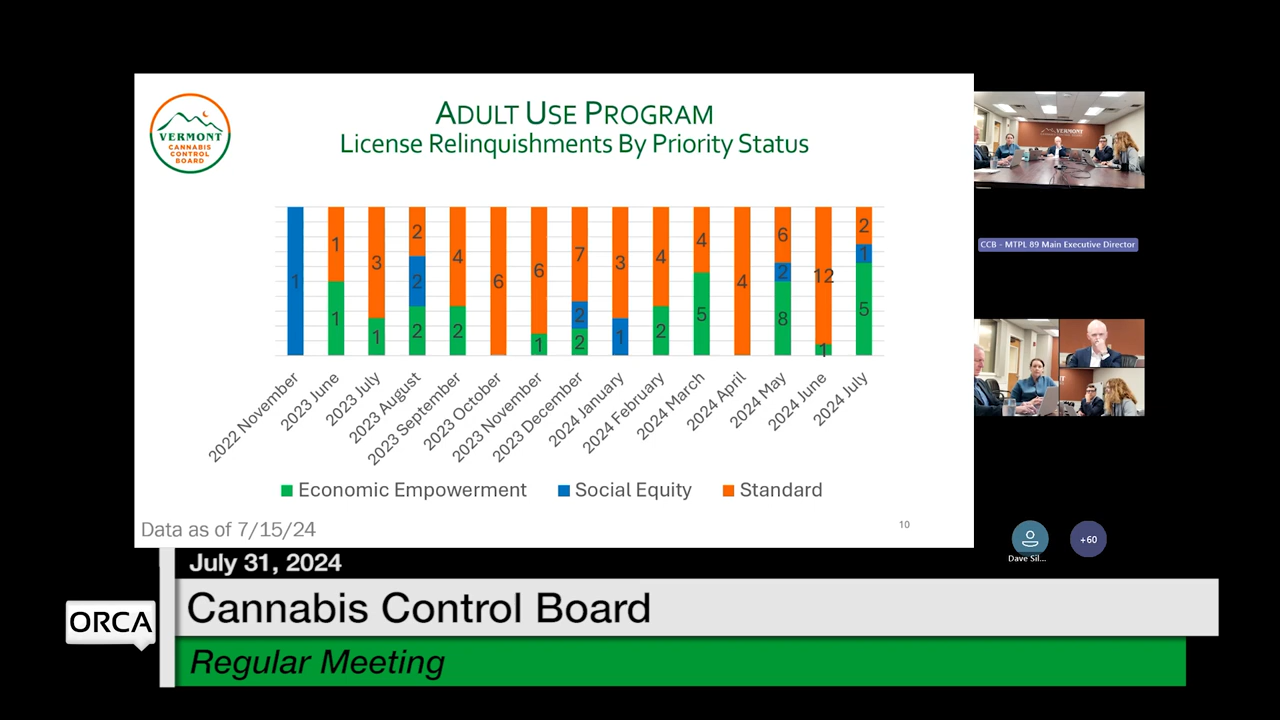 ADULT USE PROGRAM
License Relinquishments By Priority Status
VERMONT
CANNABIS
CONTROL
BOARD
1
1 1
3 1
2 2 2
4 2
6
6 1
7 2 2
3 1
4 2
4 5
4
6 2 8
12 1
2 1 5
2022 November
2023 June
2023 July
2023 August
2023 September
2023 October
2023 November
2023 December
2024 January
2024 February
2024 March
2024 April
2024 May
2024 June
2024 July
Economic Empowerment Social Equity Standard
Data as of 7/15/24
10
VERMONT
CCB - MTPL 89 Main Executive Director
Dave Sil...
+60
July 31, 2024
ORCA
Cannabis Control Board
Regular Meeting